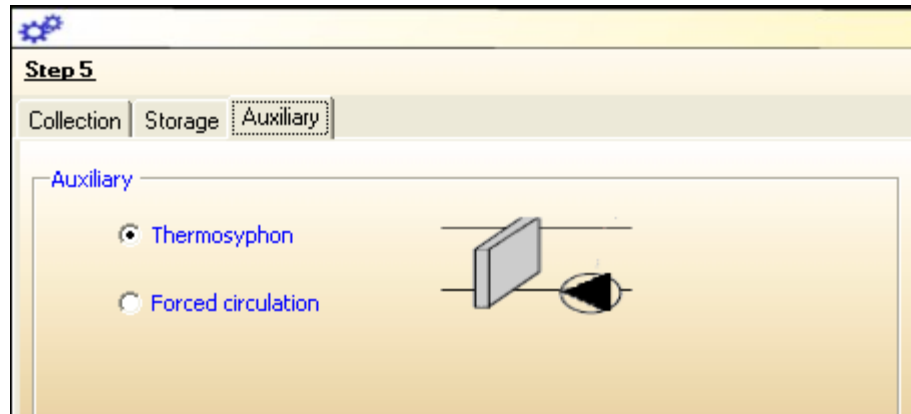 Step 5
Collection Storage Auxiliary
Auxiliary
Thermosyphon
Forced circulation